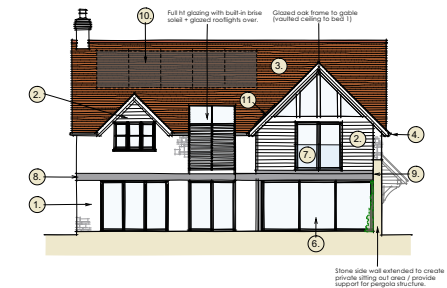 Full ht glazing with built-in brise
soleil + glazed rooflights over.
Glazed oak frame to gable
(vaulted ceiling to bed 1)
10.
3.
2.
11.
4.
2.
7.
8.
9.
1.
6.
Stone side wall extended to create
private sitting out area / provide
support for pergola structure.